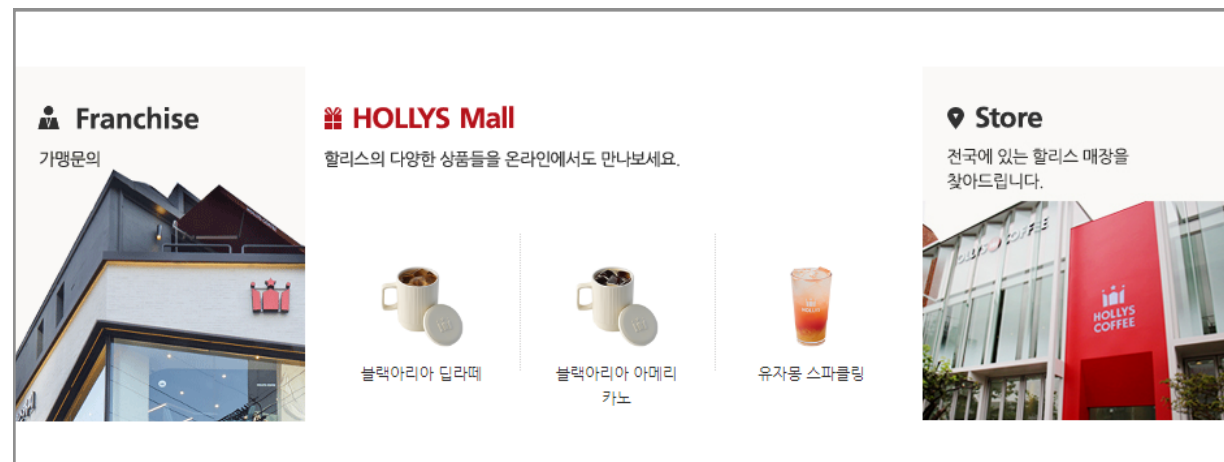 Franchise
가맹문의
HOLLYS Mall
할리스의 다양한 상품들을 온라인에서도 만나보세요.
블랙아리아 딥라떼
블랙아리아 아메리
카노
유자몽 스파클링
HOLLYS
Store
전국에 있는 할리스 매장을
찾아드립니다.
HOLLYS COFFEE
HOLLYS
COFFEE